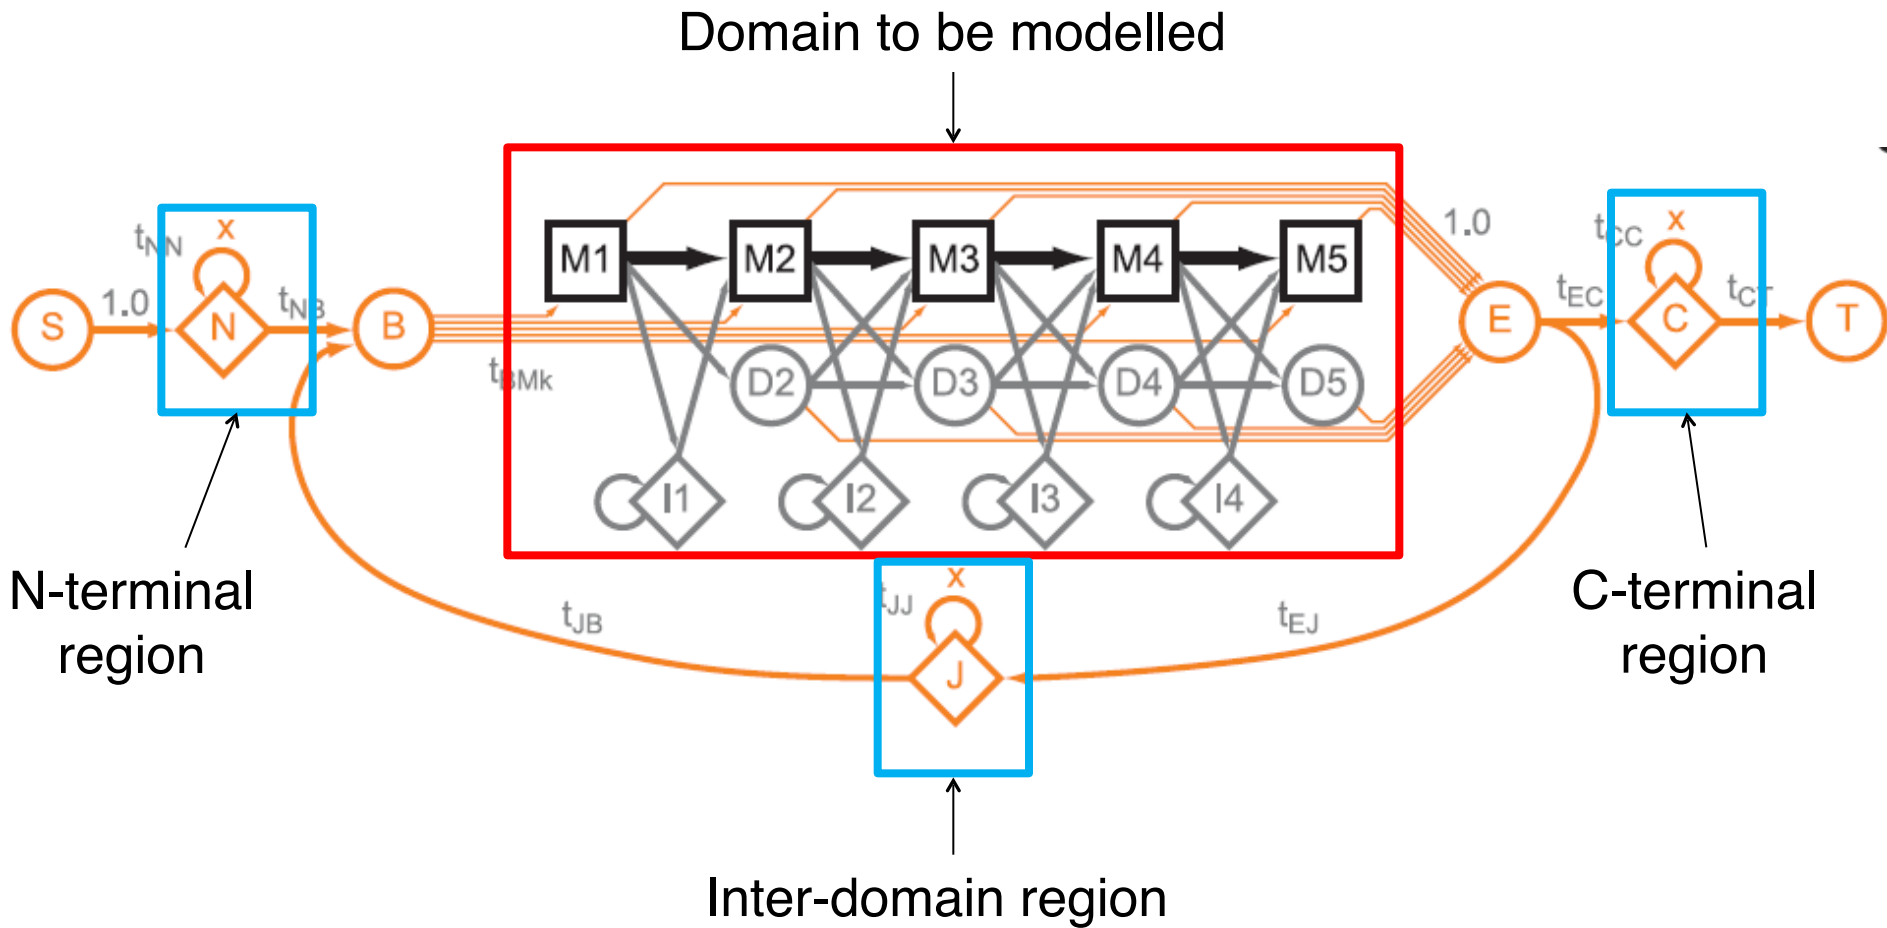 Domain to be modelled
x
x
tNN
tCC
1.0
M1
M2
M3
M4
M5
1.0
S
N
tNB
B
E
tEC
C
tCT
T
tBMk
D2
D3
D4
D5
I1
I2
I3
I4
N-terminal
region
x
tJJ
tJB
tEJ
J
C-terminal
region
Inter-domain region